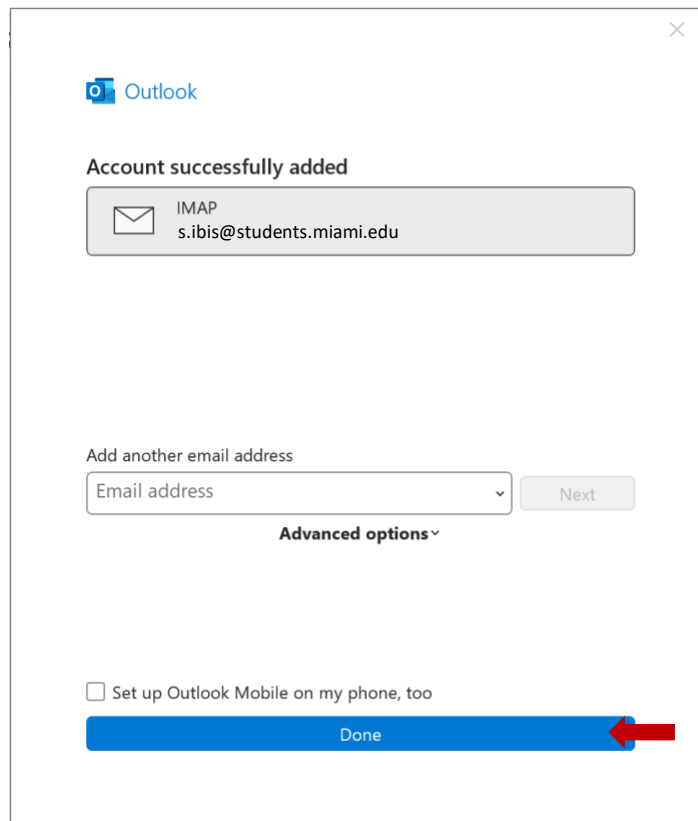 Outlook
Account successfully added
IMAP
s.ibis@students.miami.edu
Add another email address
Email address
Next
Advanced options
Set up Outlook Mobile on my phone, too
Done